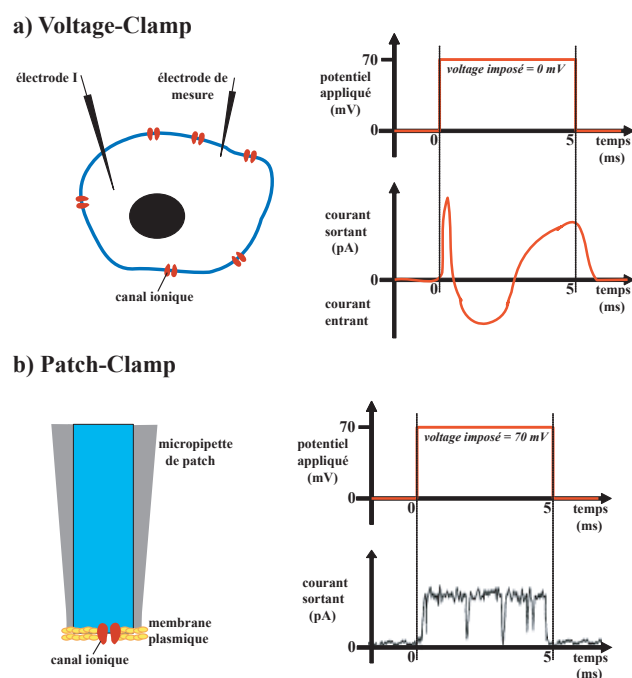 a) Voltage-Clamp
électrode I
électrode de
mesure
canal ionique
70
potentiel
appliqué
(mV)
0
voltage imposé = 0 mV
0
5
temps
(ms)
courant
sortant
(pA)
0
courant
entrant
0
5
temps
(ms)
b) Patch-Clamp
micropipette
de patch
membrane
plasmique
canal ionique
70
potentiel
appliqué
(mV)
0
voltage imposé = 70 mV
0
5
temps
(ms)
courant
sortant
(pA)
0
0
5
temps
(ms)